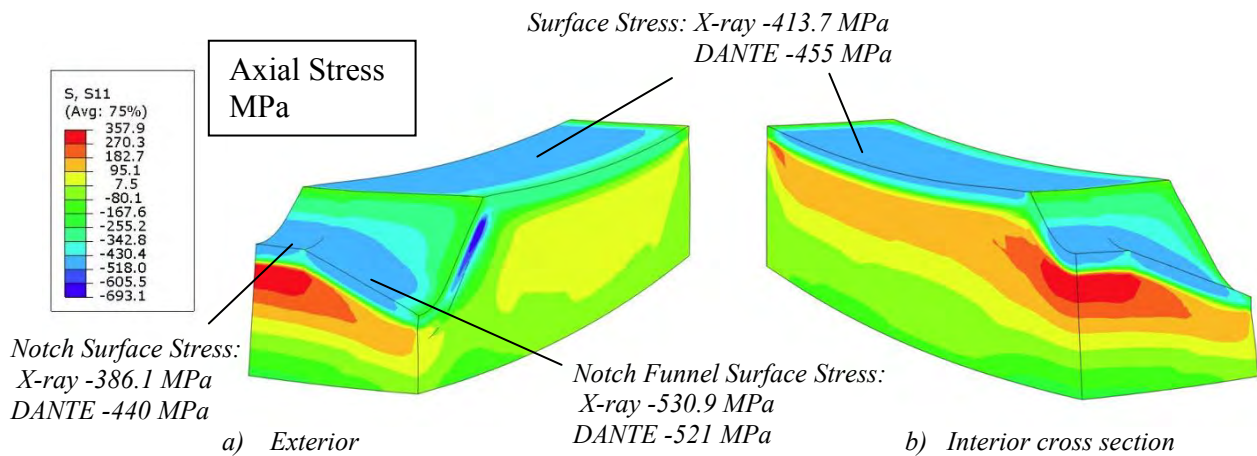 Surface Stress: X-ray -413.7 MPa
DANTE -455 MPa
Axial Stress
MPa
S, S11
(Avg: 75%)
357.9
270.3
182.7
95.1
7.5
-80.1
-167.6
-255.2
-342.8
-430.4
-518.0
-605.5
-693.1
Notch Surface Stress:
X-ray -386.1 MPa
DANTE -440 MPa
Notch Funnel Surface Stress:
X-ray -530.9 MPa
DANTE -521 MPa
a) Exterior
b) Interior cross section